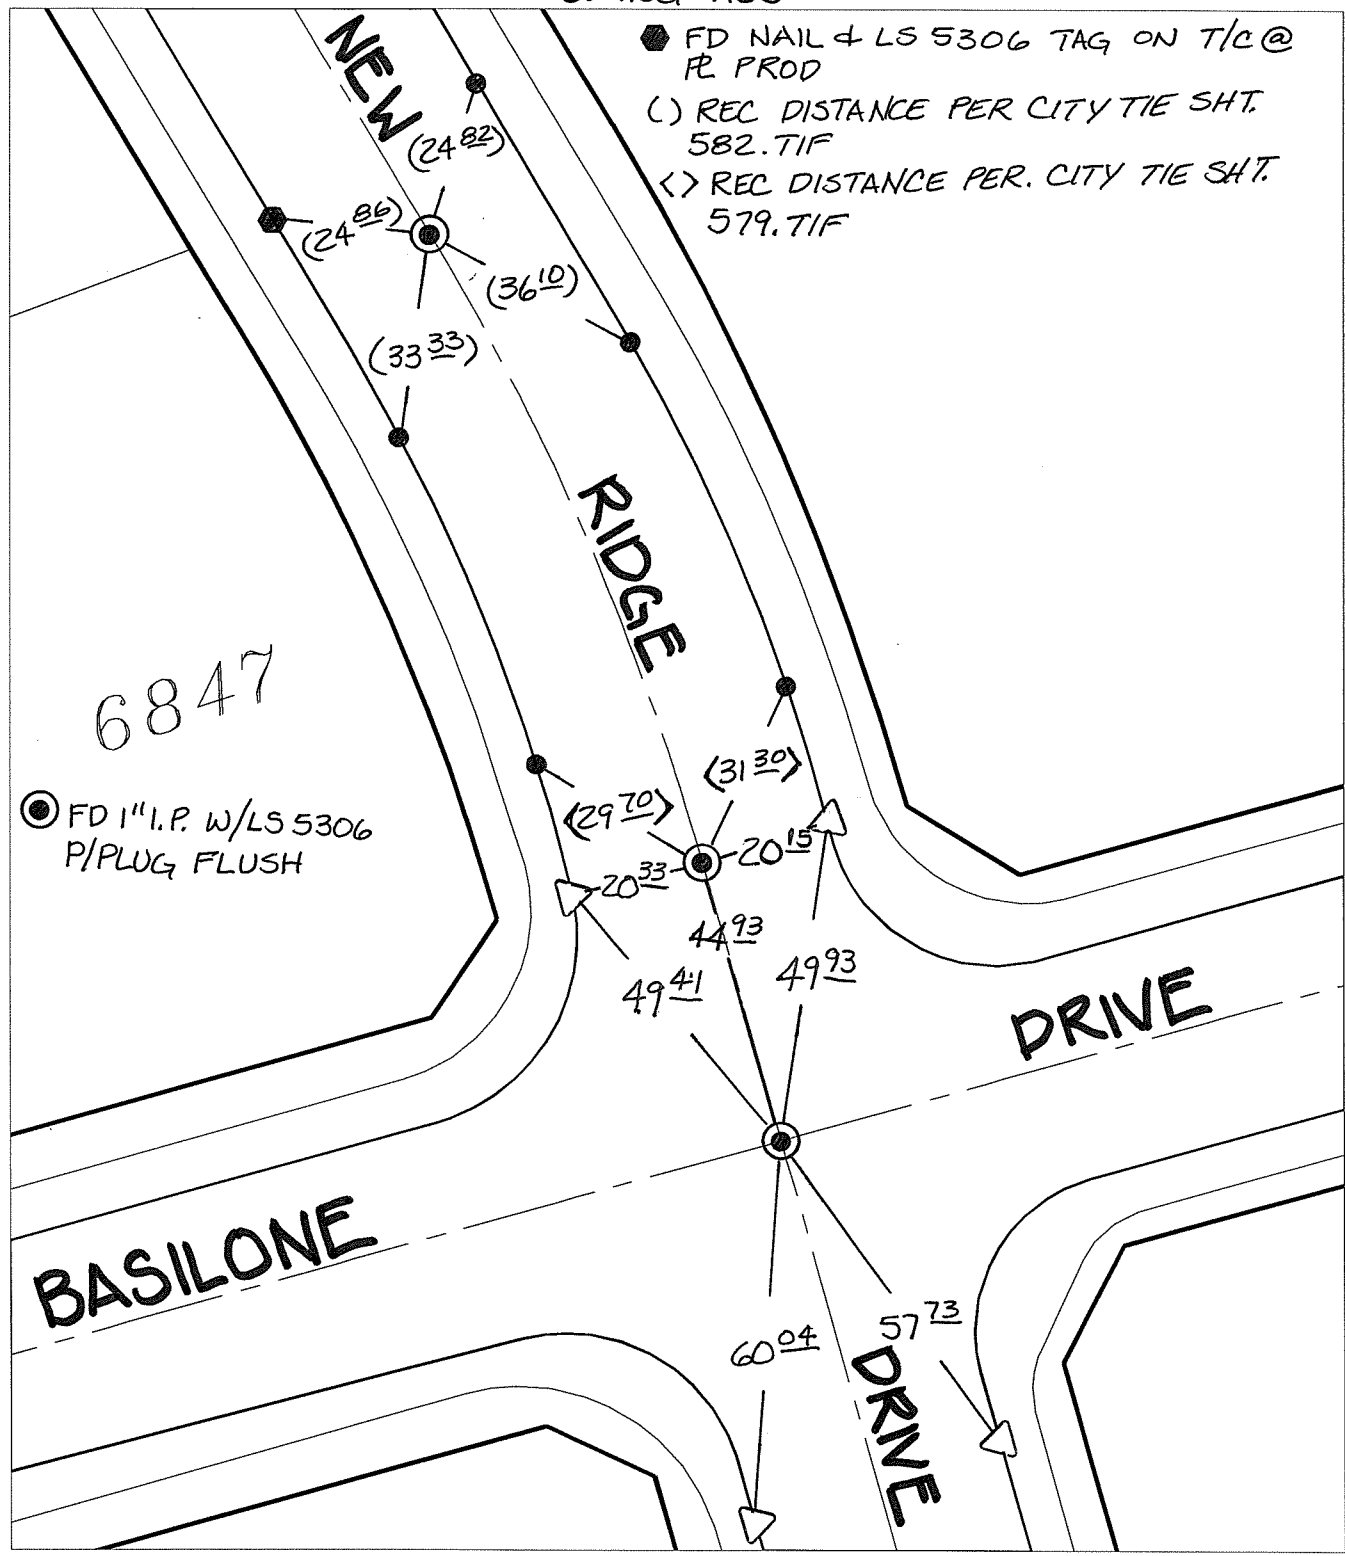 FD NAIL & LS 5306 TAG ON T/C @
PL PROD
() REC DISTANCE PER CITY TIE SHT.
582.TIF
<> REC DISTANCE PER. CITY TIE SHT.
579.TIF
NEW
(24 82)
(24 86)
(36 10)
(33 33)
RIDGE
6847
FD 1" I.P. W/LS 5306
P/PLUG FLUSH
<31 30>
<29 70>
20 15
20 33
44 93
49 41
49 93
DRIVE
BASILONE
60 04
57 73
DRIVE